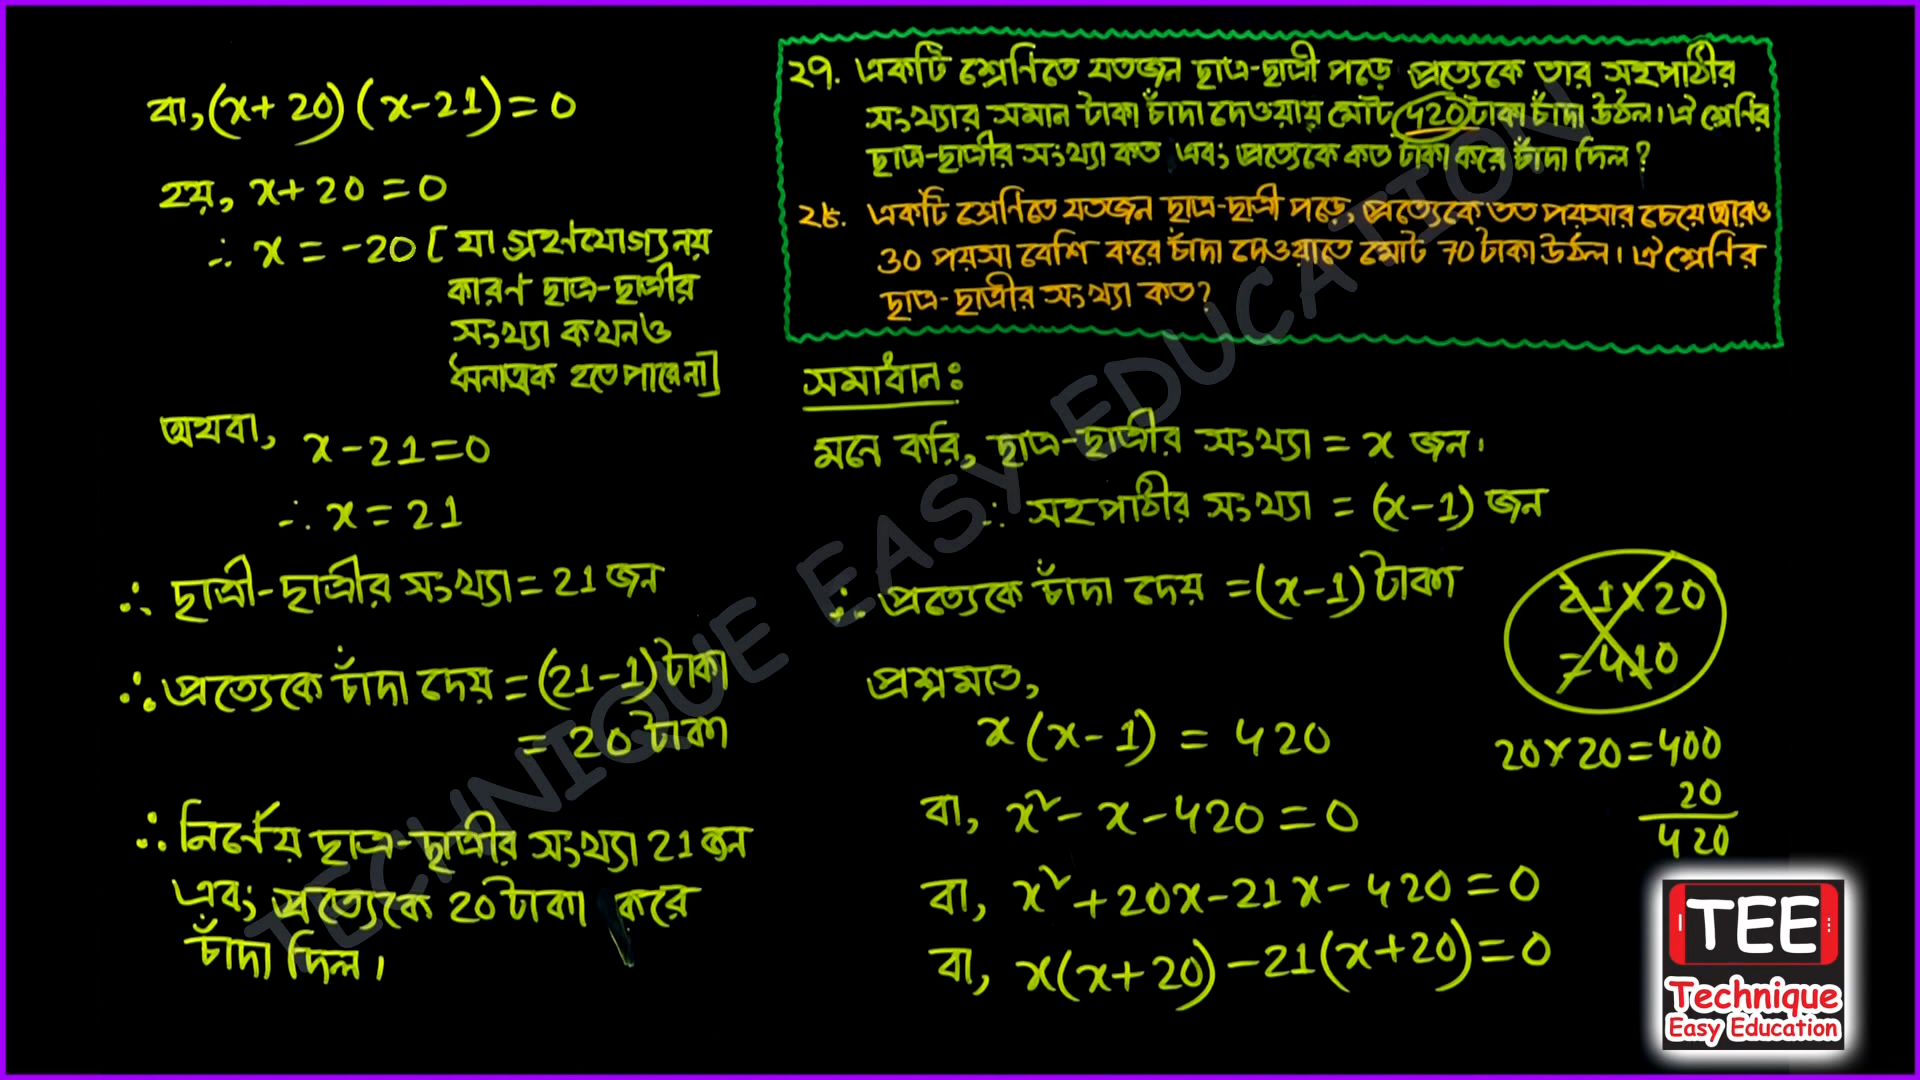 ২৭. একটি শ্রেণিতে যতজন ছাত্র-ছাত্রী পড়ে প্রত্যেকে তার সহপাঠীর
সংখ্যার সমান টাকা চাঁদা দেওয়ায় মোট 420 টাকা চাঁদা উঠল। ঐ শ্রেণির
ছাত্র-ছাত্রীর সংখ্যা কত এবং প্রত্যেকে কত টাকা করে চাঁদা দিল?
২৮. একটি শ্রেণিতে যতজন ছাত্র-ছাত্রী পড়ে, প্রত্যেকে তত পয়সার চেয়ে আরও
30 পয়সা বেশি করে চাঁদা দেওয়াতে মোট 70 টাকা উঠল। ঐ শ্রেণির
ছাত্র-ছাত্রীর সংখ্যা কত?
সমাধান:
মনে করি, ছাত্র-ছাত্রীর সংখ্যা = x জন।
∴ সহপাঠীর সংখ্যা = (x-1) জন
∴ প্রত্যেকে চাঁদা দেয় = (x-1) টাকা
প্রশ্নমতে,
x(x-1) = 420
বা, x² - x - 420 = 0
বা, x² + 20x - 21x - 420 = 0
বা, x(x+20) - 21(x+20) = 0
21×20
=410
20×20=400
20
420
বা, (x+20)(x-21) = 0
হয়, x+20 = 0
∴ x = -20 [যা গ্রহণযোগ্য নয়
কারণ ছাত্র-ছাত্রীর
সংখ্যা কখনও
ঋনাত্মক হতে পারেনা]
অথবা, x-21=0
∴ x = 21
∴ ছাত্রী-ছাত্রীর সংখ্যা = 21 জন
∴ প্রত্যেকে চাঁদা দেয় = (21-1) টাকা
= 20 টাকা
∴ নির্ণেয় ছাত্র-ছাত্রীর সংখ্যা 21 জন
এবং প্রত্যেকে 20 টাকা করে
চাঁদা দিল।
TECHNIQUE EASY EDUCATION
TEE
Technique
Easy Education